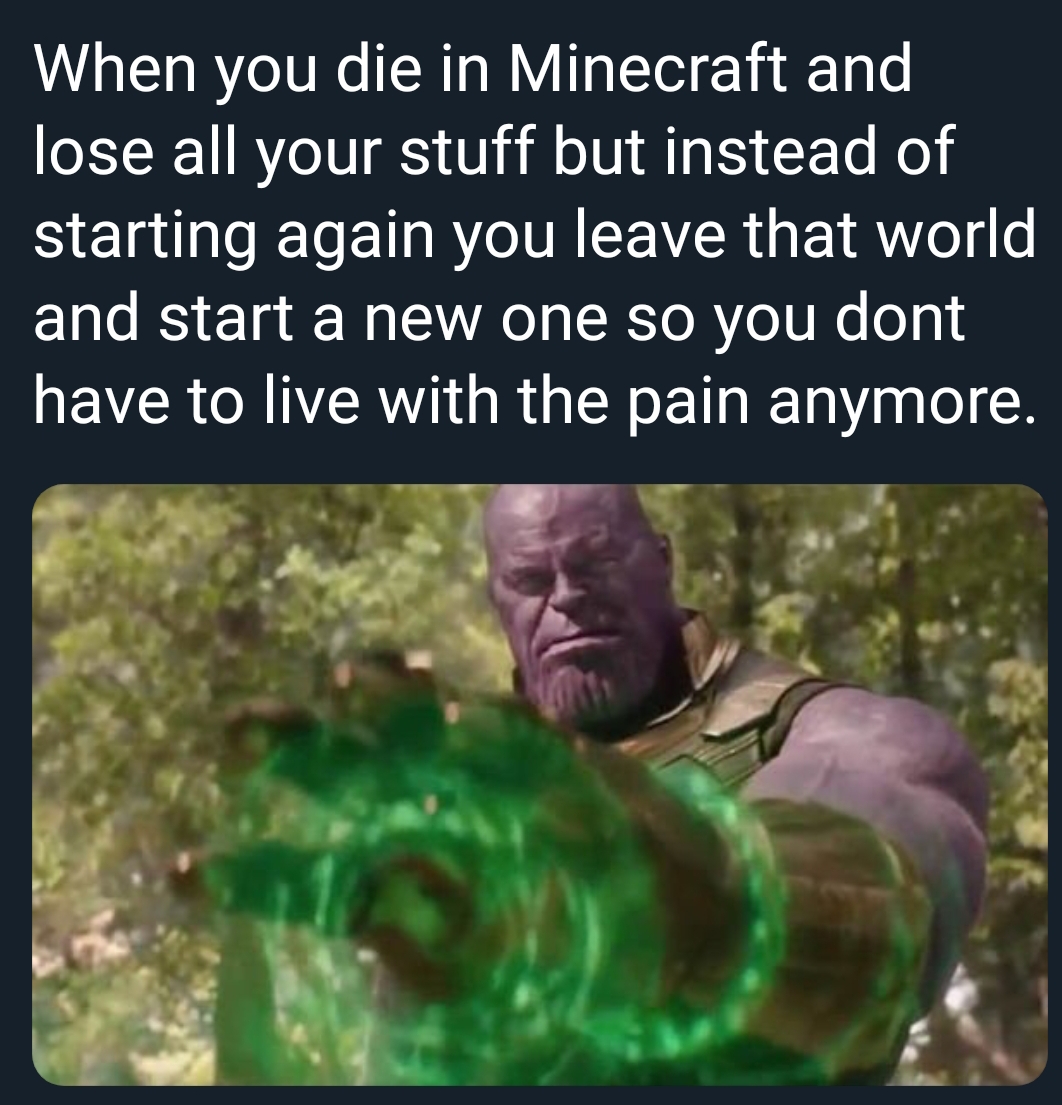 When you die in Minecraft and
lose all your stuff but instead of
starting again you leave that world
and start a new one so you dont
have to live with the pain anymore.